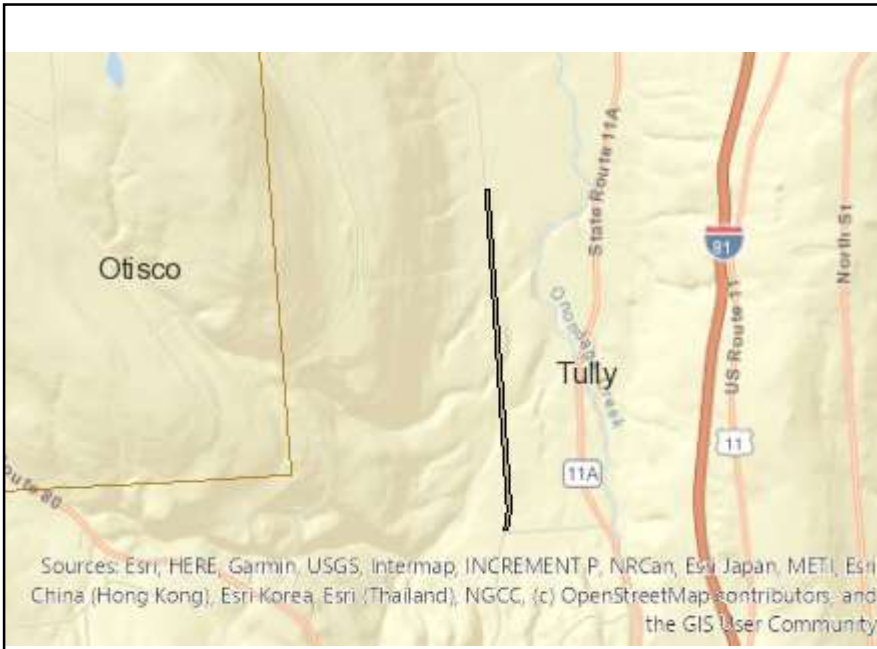 State Route 11A
North St
81
Otisco
US Route 11
Onondaga Creek
Tully
11
11A
oute 80
Sources: Esri, HERE, Garmin, USGS, Intermap, INCREMENT P, NRCan, Esri Japan, METI, Esri
China (Hong Kong), Esri Korea, Esri (Thailand), NGCC, (c) OpenStreetMap contributors, and
the GIS User Community